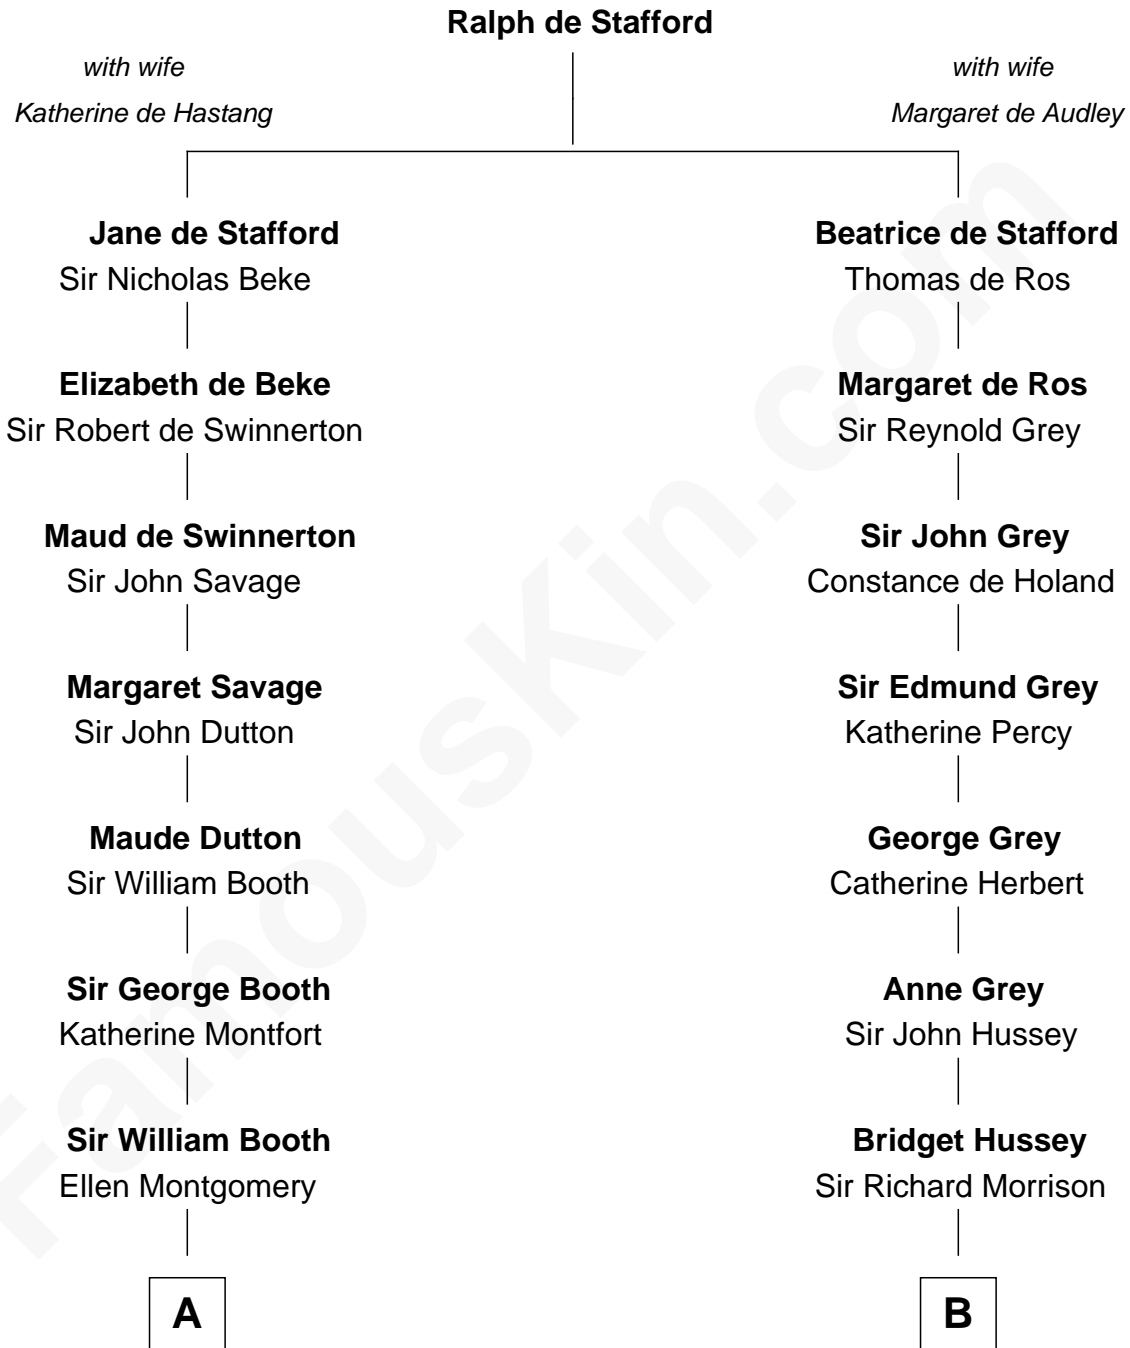 Ralph de Stafford
with wife
Katherine de Hastang
with wife
Margaret de Audley
Jane de Stafford
Sir Nicholas Beke
Beatrice de Stafford
Thomas de Ros
Elizabeth de Beke
Sir Robert de Swinnerton
Margaret de Ros
Sir Reynold Grey
Maud de Swinnerton
Sir John Savage
Sir John Grey
Constance de Holand
Margaret Savage
Sir John Dutton
Sir Edmund Grey
Katherine Percy
Maude Dutton
Sir William Booth
George Grey
Catherine Herbert
Sir George Booth
Katherine Montfort
Anne Grey
Sir John Hussey
Sir William Booth
Ellen Montgomery
Bridget Hussey
Sir Richard Morrison
A
B
FamousKin.com